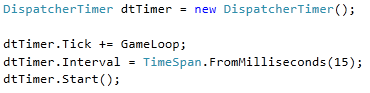 DispatcherTimer dtTimer = new DispatcherTimer();
dtTimer.Tick += GameLoop;
dtTimer.Interval = TimeSpan.FromMilliseconds(15);
dtTimer.Start();